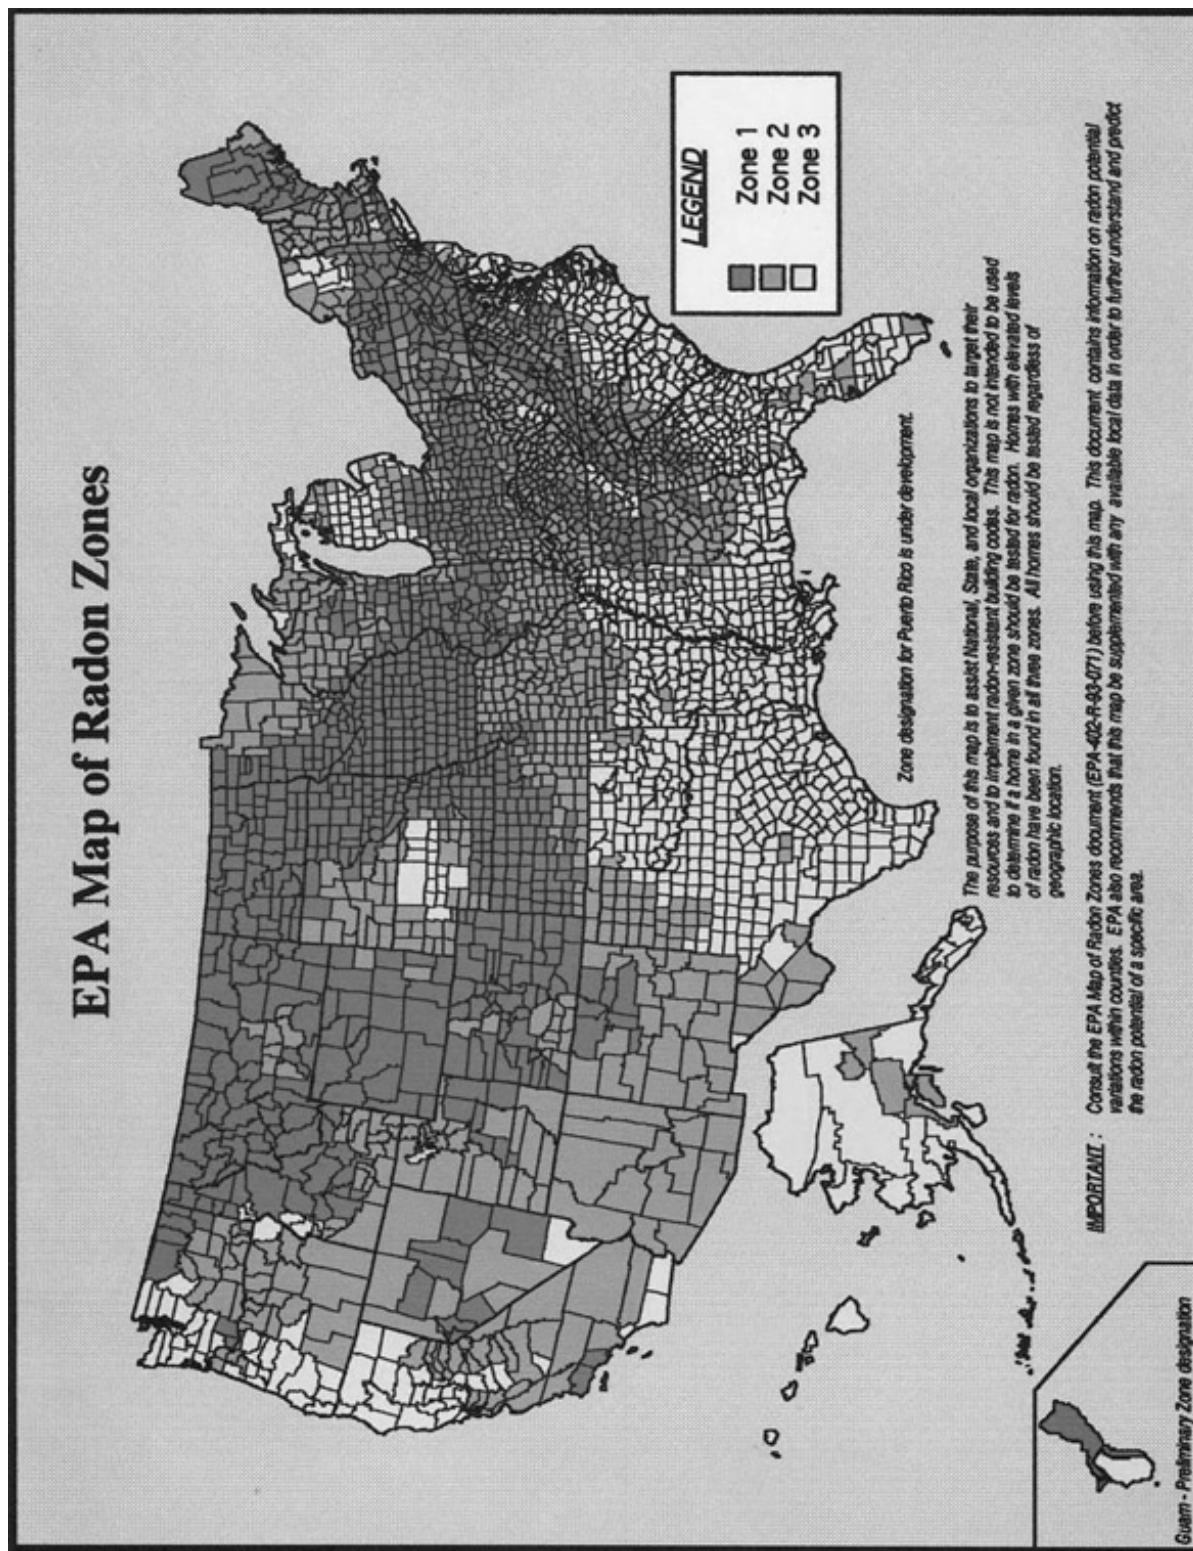 EPA Map of Radon Zones
LEGEND
Zone 1
Zone 2
Zone 3
Zone designation for Puerto Rico is under development.
The purpose of this map is to assist National, State, and local organizations to target their
resources and to implement radon-resistant building codes. This map is not intended to be used
to determine if a home in a given zone should be tested for radon. Homes with elevated levels
of radon have been found in all three zones. All homes should be tested regardless of
geographic location.
IMPORTANT : Consult the EPA Map of Radon Zones document (EPA-402-R-93-071) before using this map. This document contains information on radon potential
variations within counties. EPA also recommends that this map be supplemented with any available local data in order to further understand and predict
the radon potential of a specific area.
Guam - Preliminary Zone designation